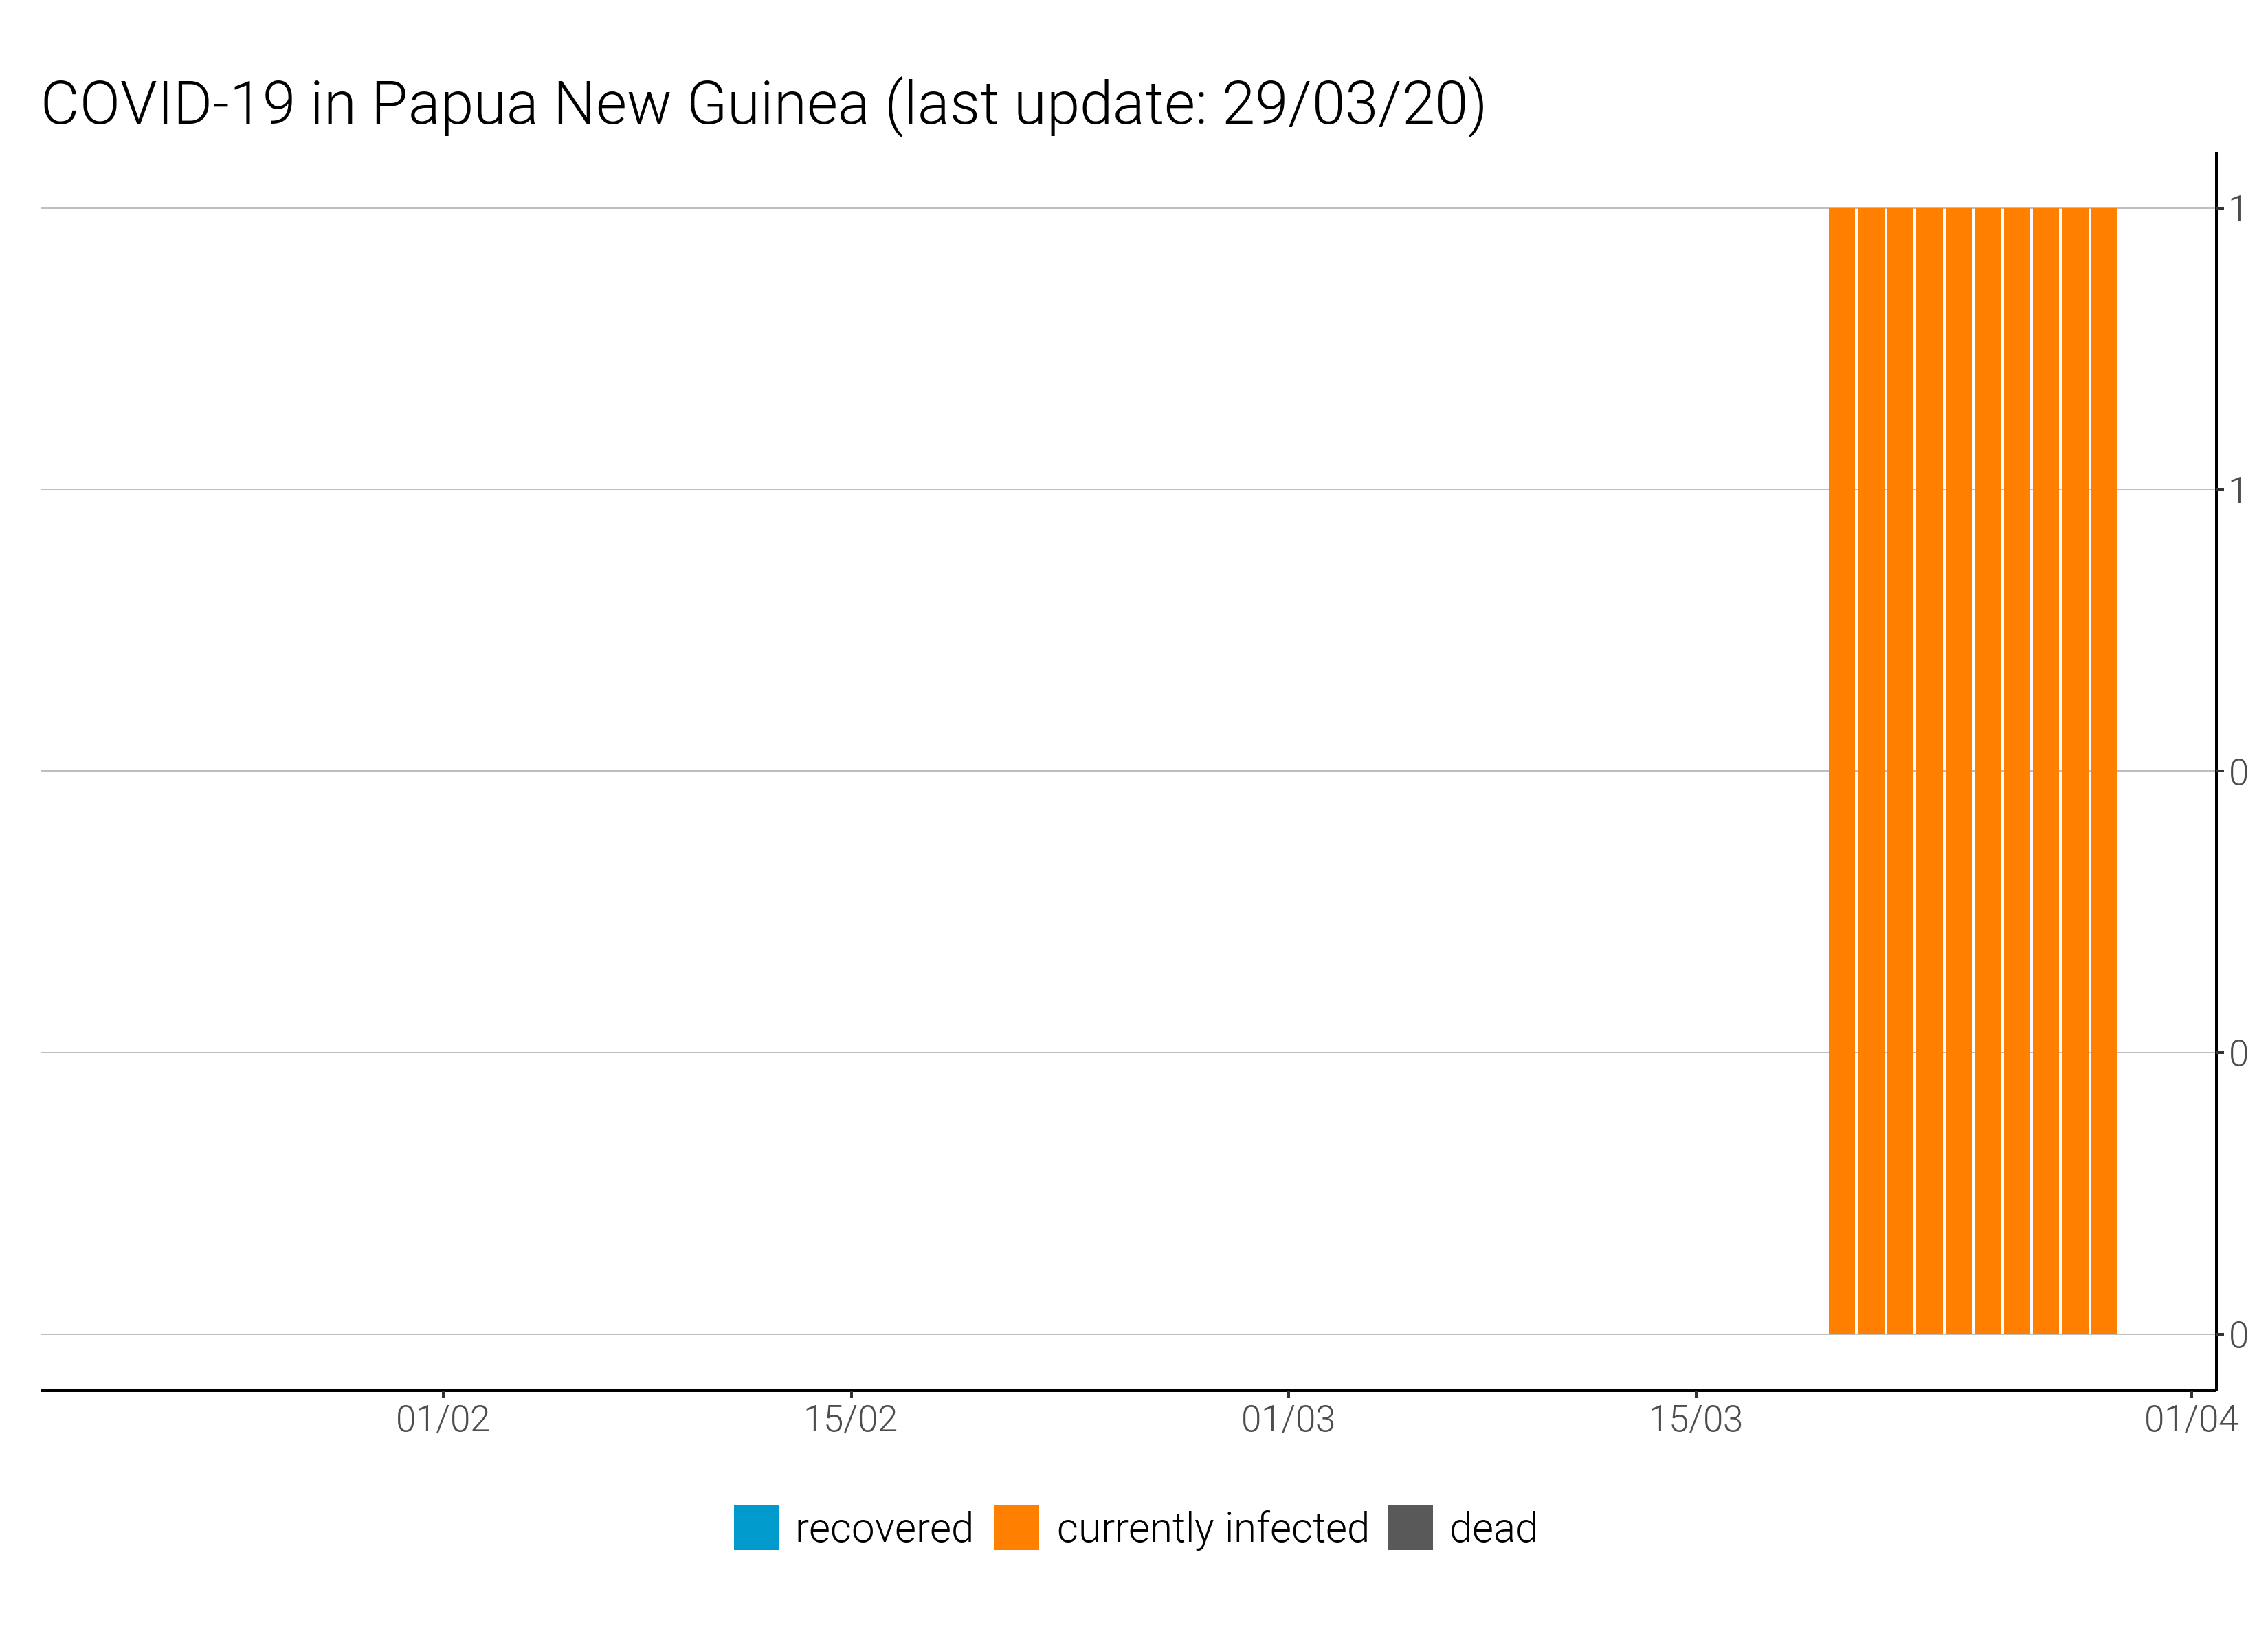 COVID-19 in Papua New Guinea (last update: 29/03/20)
1
1
0
0
0
01/02 15/02 01/03 15/03 01/04
recovered currently infected dead